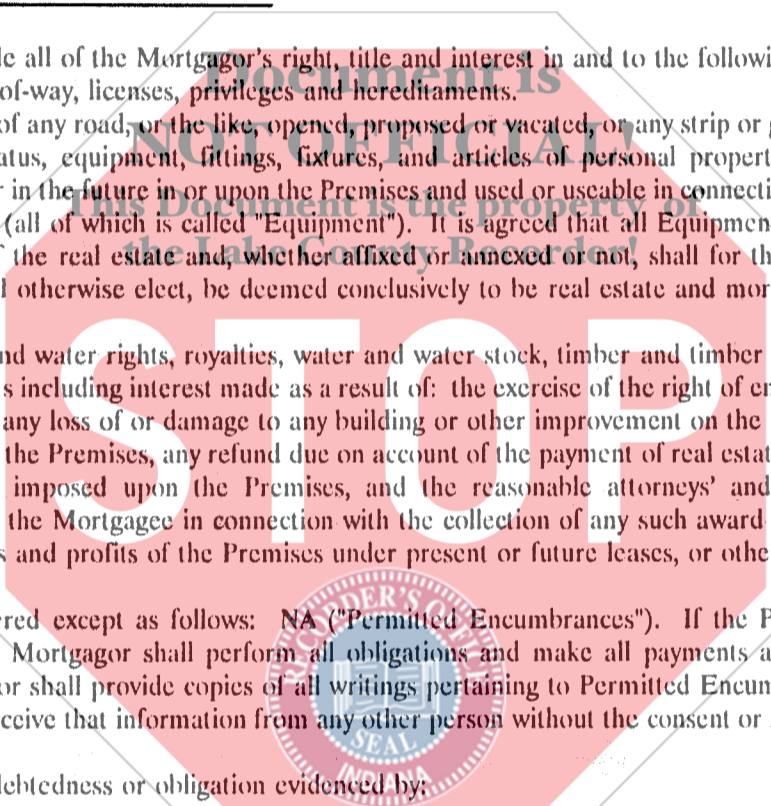 le all of the Mortgagor's right, title and interest in and to the followi
Document is
of-way, licenses, privileges and hereditaments.
of any road, or the like, opened, proposed or vacated, or any strip or
NOT OFFICIAL!
atus, equipment, fittings, fixtures, and articles of personal propert
r in the future in or upon the Premises and used or useable in connecti
This Document is the property of
(all of which is called "Equipment"). It is agreed that all Equipmen
the Lake County Recorder!
f the real estate and, whether affixed or annexed or not, shall for th
l otherwise elect, be deemed conclusively to be real estate and mor
STOP
nd water rights, royalties, water and water stock, timber and timber
s including interest made as a result of: the exercise of the right of e
any loss of or damage to any building or other improvement on the
the Premises, any refund due on account of the payment of real estat
imposed upon the Premises, and the reasonable attorneys' and
the Mortgagee in connection with the collection of any such award
s and profits of the Premises under present or future leases, or othe
rred except as follows: NA ("Permitted Encumbrances"). If the P
Mortgagor shall perform all obligations and make all payments a
or shall provide copies of all writings pertaining to Permitted Encum
ceive that information from any other person without the consent or
RECORDER'S OFFICE
SEAL
INDIANA
debtedness or obligation evidenced by: